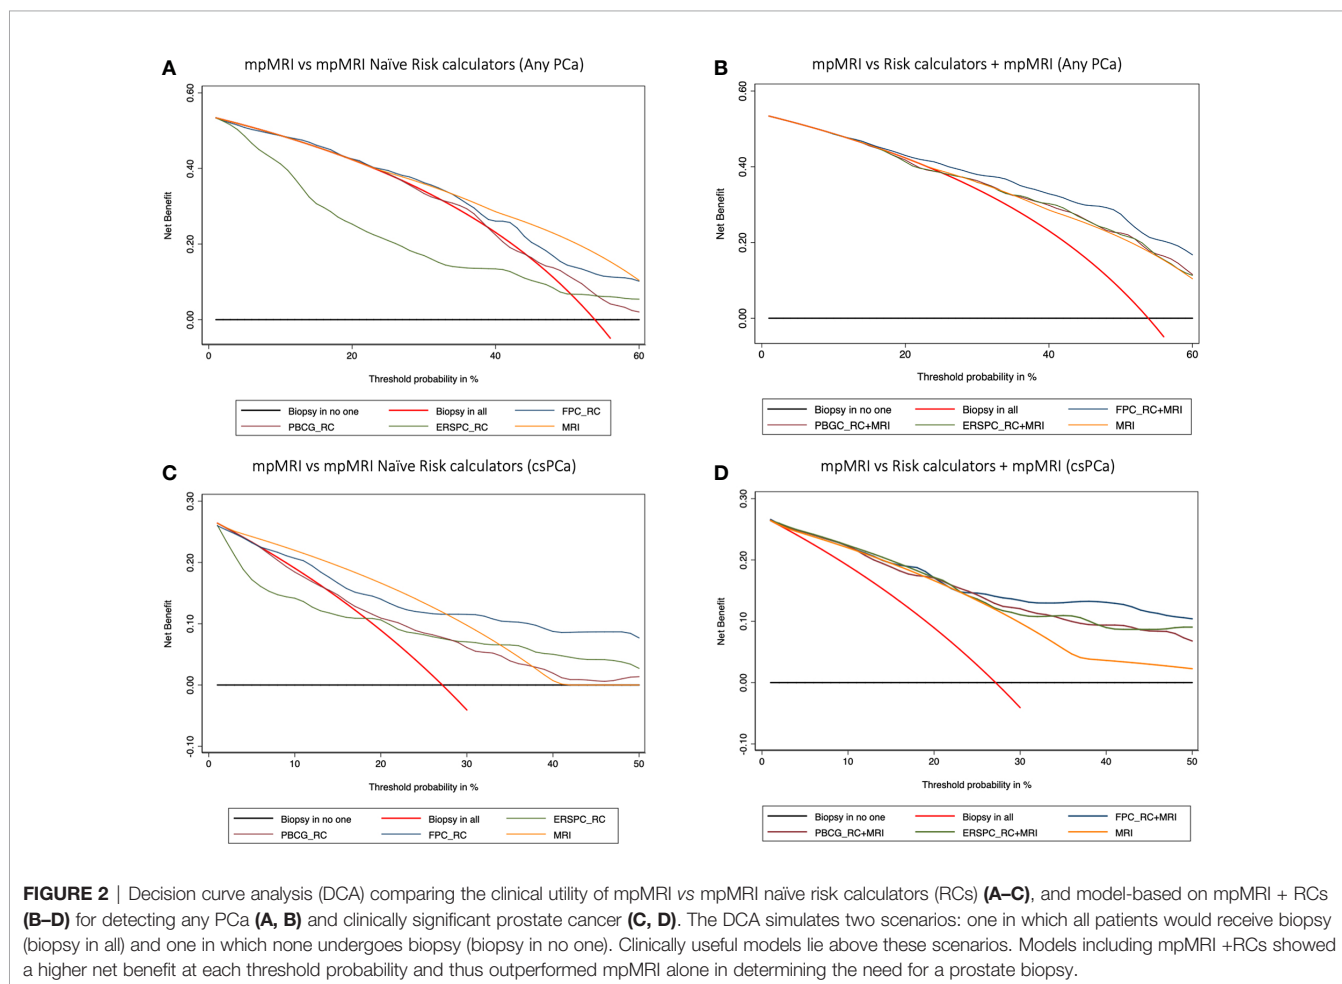 A
mpMRI vs mpMRI Naïve Risk calculators (Any PCa)
Net Benefit
0.60
0.40
0.20
0.00
0 20 40 60
Threshold probability in %
Biopsy in no one Biopsy in all FPC_RC
PBCG_RC ERSPC_RC MRI
B
mpMRI vs Risk calculators + mpMRI (Any PCa)
Net Benefit
0.60
0.40
0.20
0.00
0 20 40 60
Threshold probability in %
Biopsy in no one Biopsy in all FPC_RC+MRI
PBGC_RC+MRI ERSPC_RC+MRI MRI
C
mpMRI vs mpMRI Naïve Risk calculators (csPCa)
Net Benefit
0.30
0.20
0.10
0.00
-0.10
0 10 20 30 40 50
Threshold probability in %
Biopsy in no one Biopsy in all ERSPC_RC
PBCG_RC FPC_RC MRI
D
mpMRI vs Risk calculators + mpMRI (csPCa)
Net Benefit
0.30
0.20
0.10
0.00
-0.10
0 10 20 30 40 50
Threshold probability in %
Biopsy in no one Biopsy in all FPC_RC+MRI
PBCG_RC+MRI ERSPC_RC+MRI MRI
FIGURE 2 | Decision curve analysis (DCA) comparing the clinical utility of mpMRI vs mpMRI naïve risk calculators (RCs) (A–C), and model-based on mpMRI + RCs
(B–D) for detecting any PCa (A, B) and clinically significant prostate cancer (C, D). The DCA simulates two scenarios: one in which all patients would receive biopsy
(biopsy in all) and one in which none undergoes biopsy (biopsy in no one). Clinically useful models lie above these scenarios. Models including mpMRI +RCs showed
a higher net benefit at each threshold probability and thus outperformed mpMRI alone in determining the need for a prostate biopsy.